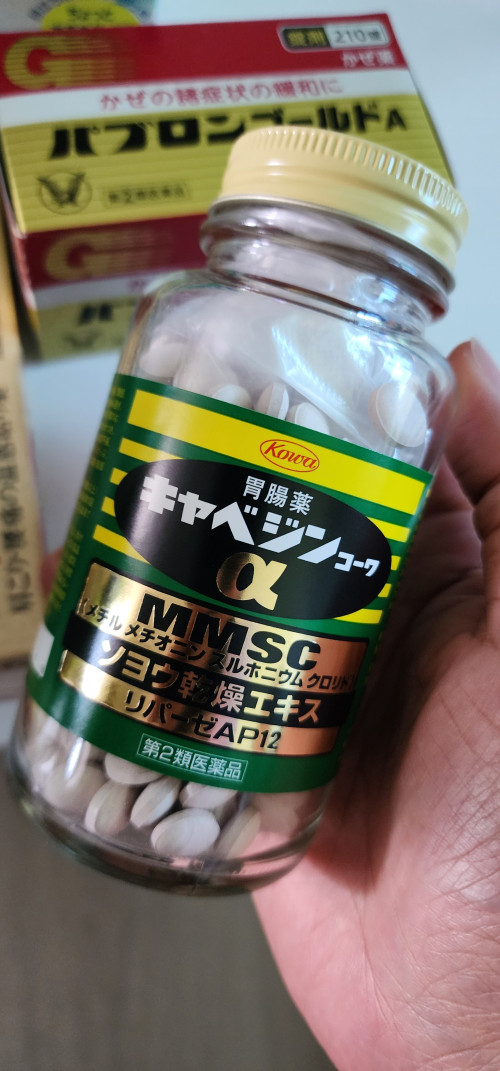 錠剤 210錠
かぜ薬
かぜの諸症状の緩和に
パブロンゴールドA
Kowa
胃腸薬
キャベジンコーワ
α
MMSC
(メチルメチオニンスルホニウムクロリド)
ソヨウ乾燥エキス
リパーゼAP12
第2類医薬品